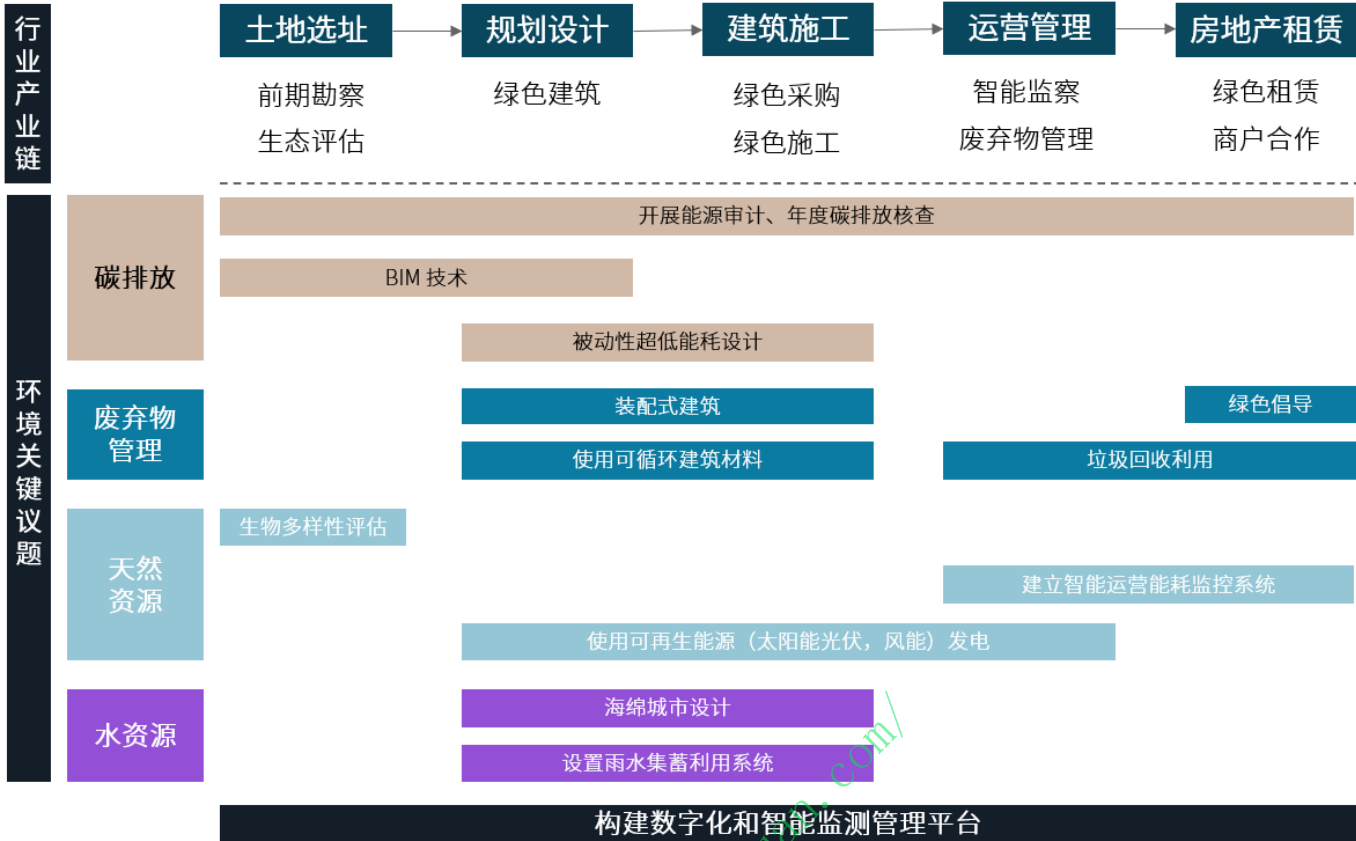 行业产业链
土地选址
规划设计
建筑施工
运营管理
房地产租赁
前期勘察
生态评估
绿色建筑
绿色采购
绿色施工
智能监察
废弃物管理
绿色租赁
商户合作
环境关键议题
碳排放
开展能源审计、年度碳排放核查
BIM 技术
被动性超低能耗设计
废弃物
管理
装配式建筑
绿色倡导
使用可循环建筑材料
垃圾回收利用
天然
资源
生物多样性评估
建立智能运营能耗监控系统
使用可再生能源（太阳能光伏，风能）发电
水资源
海绵城市设计
设置雨水集蓄利用系统
构建数字化和智能监测管理平台